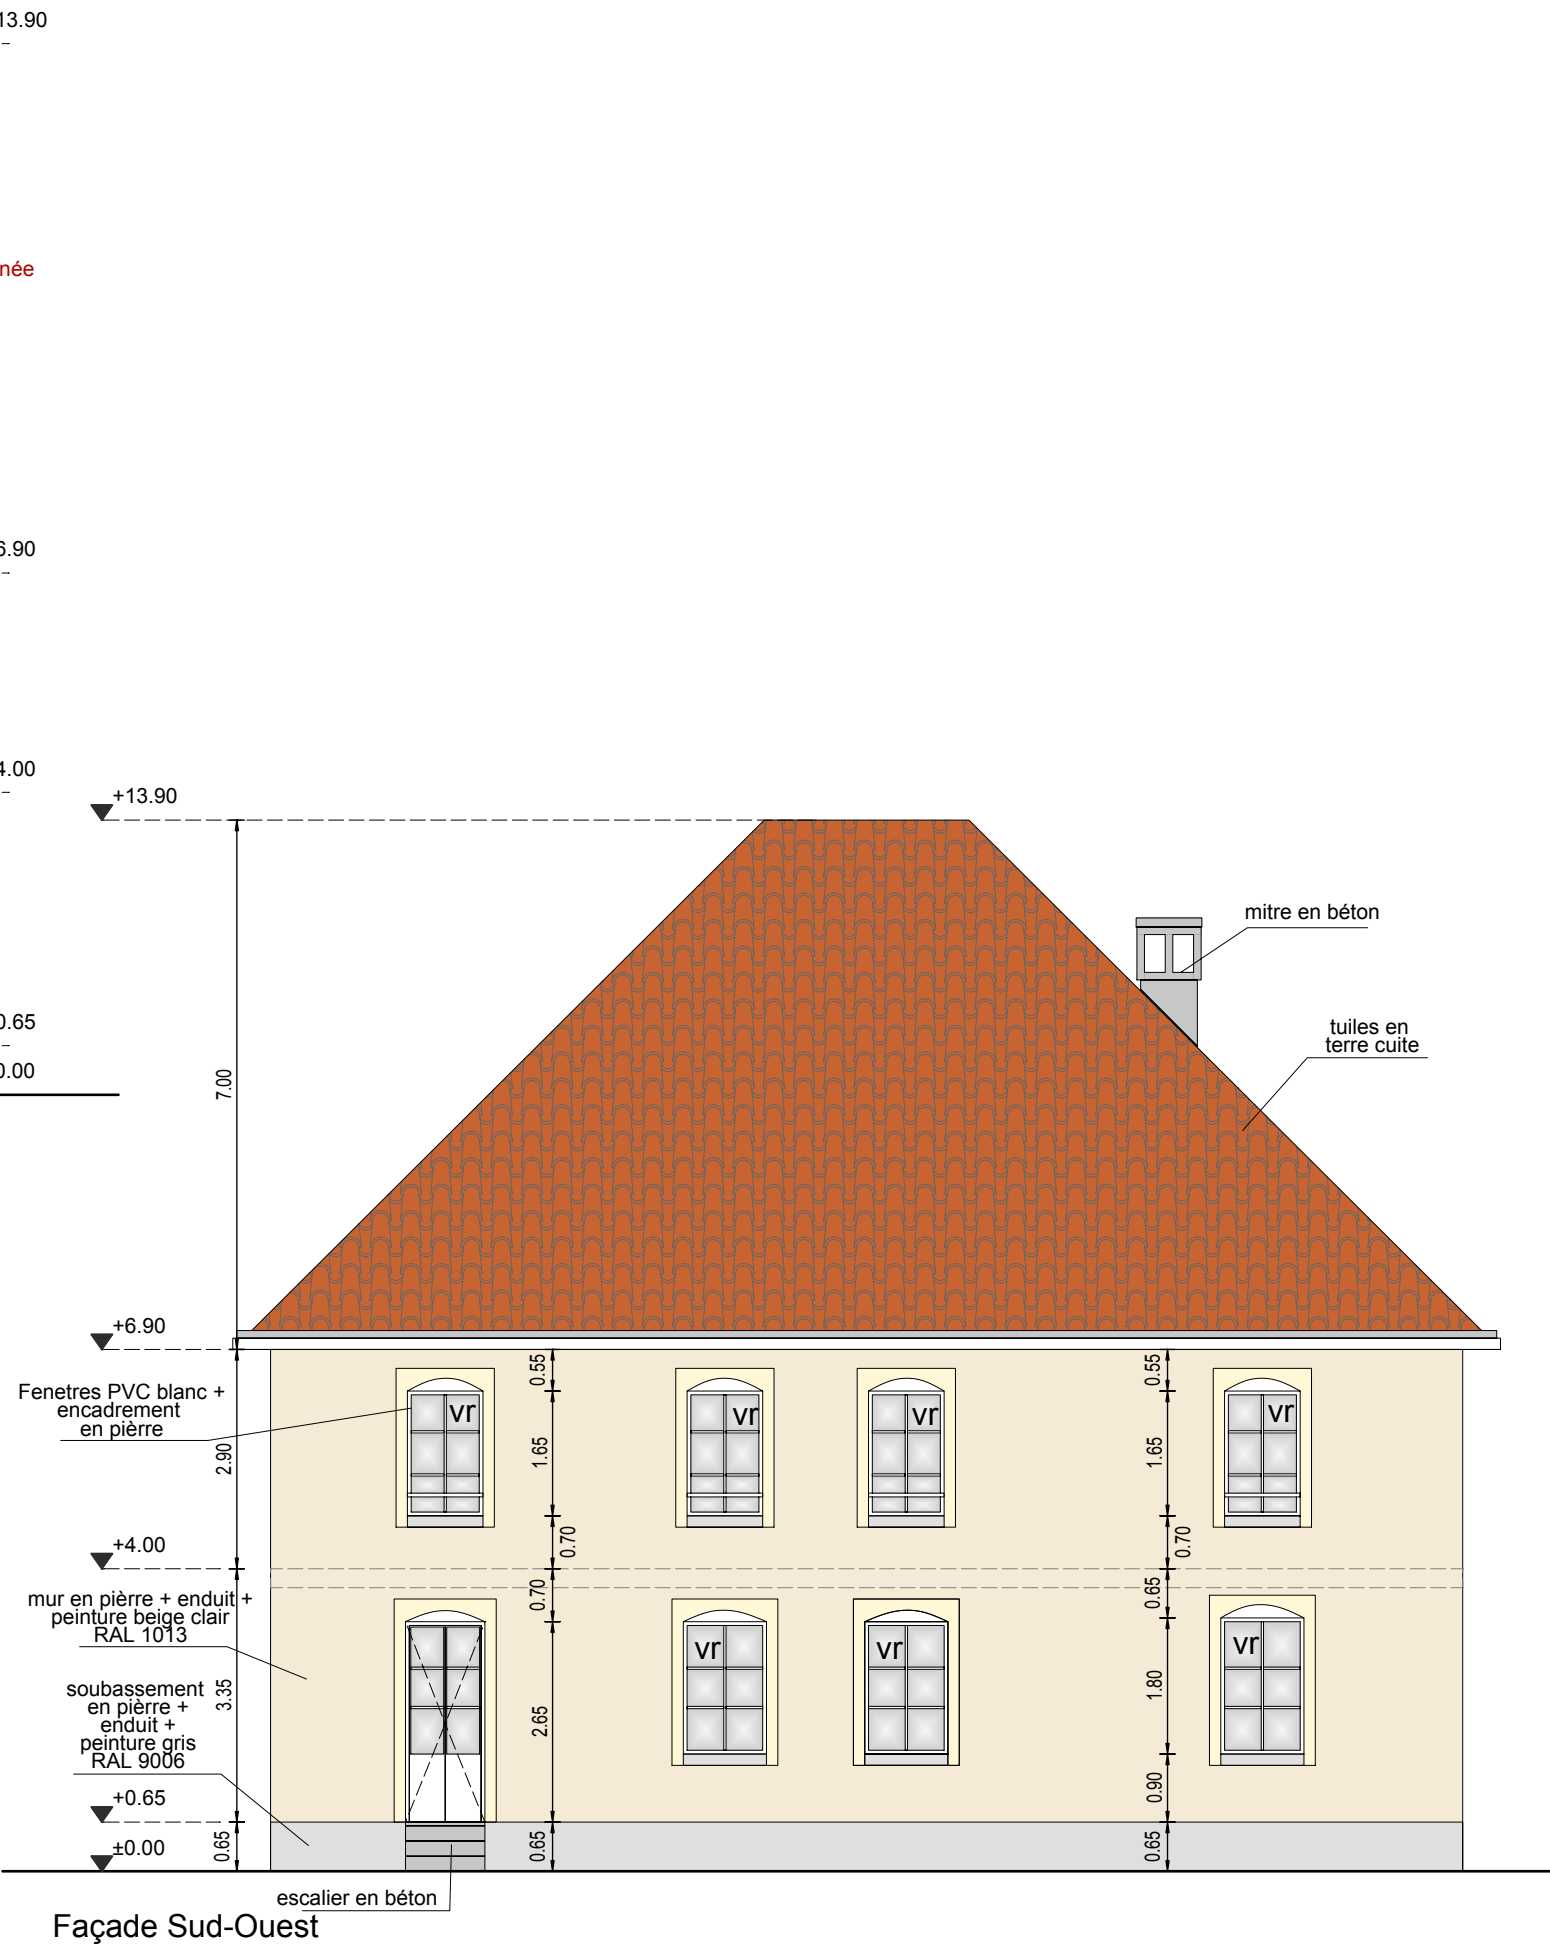 13.90
née
6.90
4.00
0.65
0.00
+13.90
mitre en béton
tuiles en
terre cuite
7.00
+6.90
Fenetres PVC blanc +
encadrement
en pièrre
2.90
vr
vr
vr
vr
0.55
1.65
0.70
0.55
1.65
0.70
+4.00
mur en pièrre + enduit +
peinture beige clair
RAL 1013
3.35
soubassement
en pièrre +
enduit +
peinture gris
RAL 9006
vr
vr
vr
0.70
2.65
0.65
0.65
1.80
0.90
0.65
+0.65
0.65
±0.00
escalier en béton
Façade Sud-Ouest